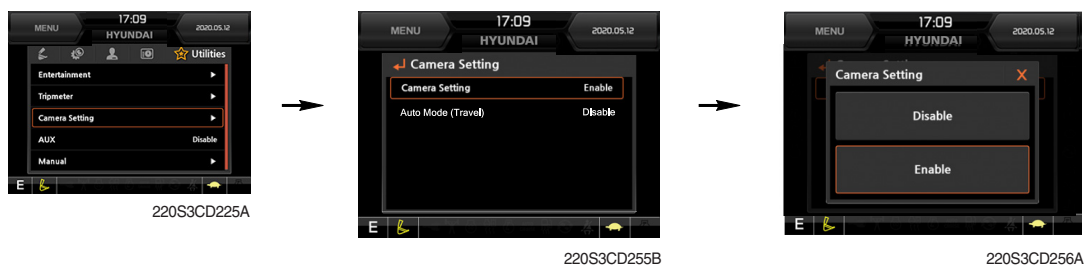 MENU
17:09
HYUNDAI
2020.05.12
Utilities
Entertainment
Tripmeter
Camera Setting
AUX Disable
Manual
E
220S3CD225A
MENU
17:09
HYUNDAI
2020.05.12
Camera Setting
Camera Setting Enable
Auto Mode (Travel) Disable
E
220S3CD255B
MENU
17:09
HYUNDAI
2020.05.12
Camera Setting X
Disable
Enable
E
220S3CD256A